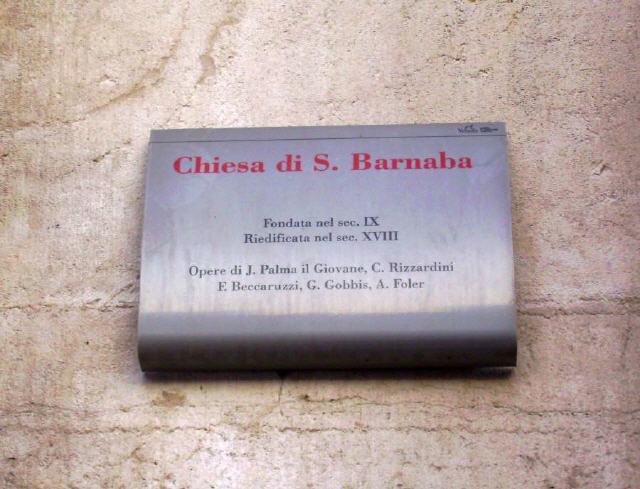 Chiesa di S. Barnaba
Fondata nel sec. IX
Riedificata nel sec. XVIII
Opere di J. Palma il Giovane, C. Rizzardini
F. Beccaruzzi, G. Gobbis, A. Foler